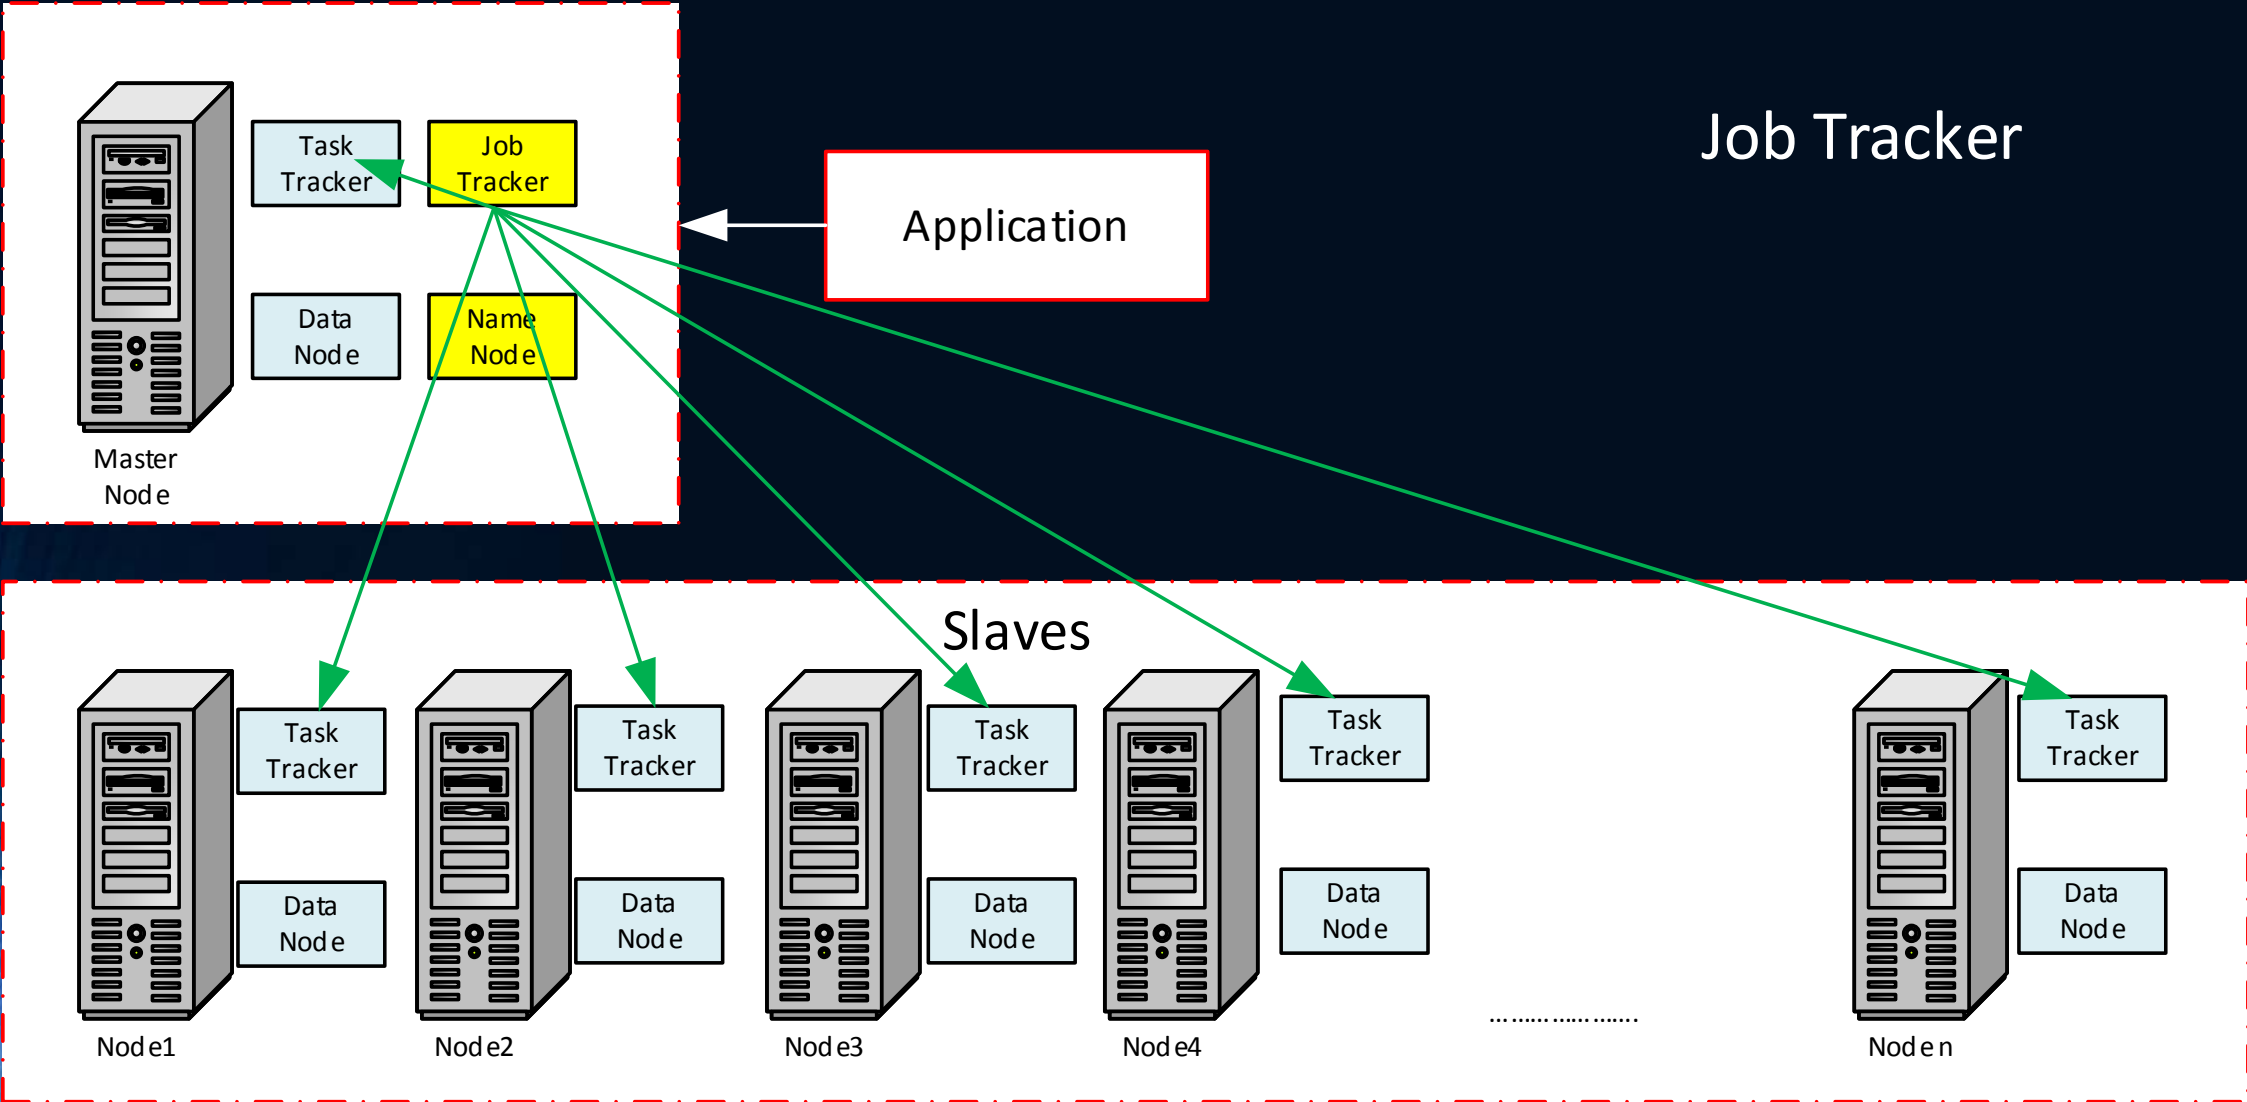 Job Tracker
Task
Tracker
Job
Tracker
Application
Data
Node
Name
Node
Master
Node
Slaves
Task
Tracker
Task
Tracker
Task
Tracker
Task
Tracker
Task
Tracker
Data
Node
Data
Node
Data
Node
Data
Node
Data
Node
Node1
Node2
Node3
Node4
………………….
Node n